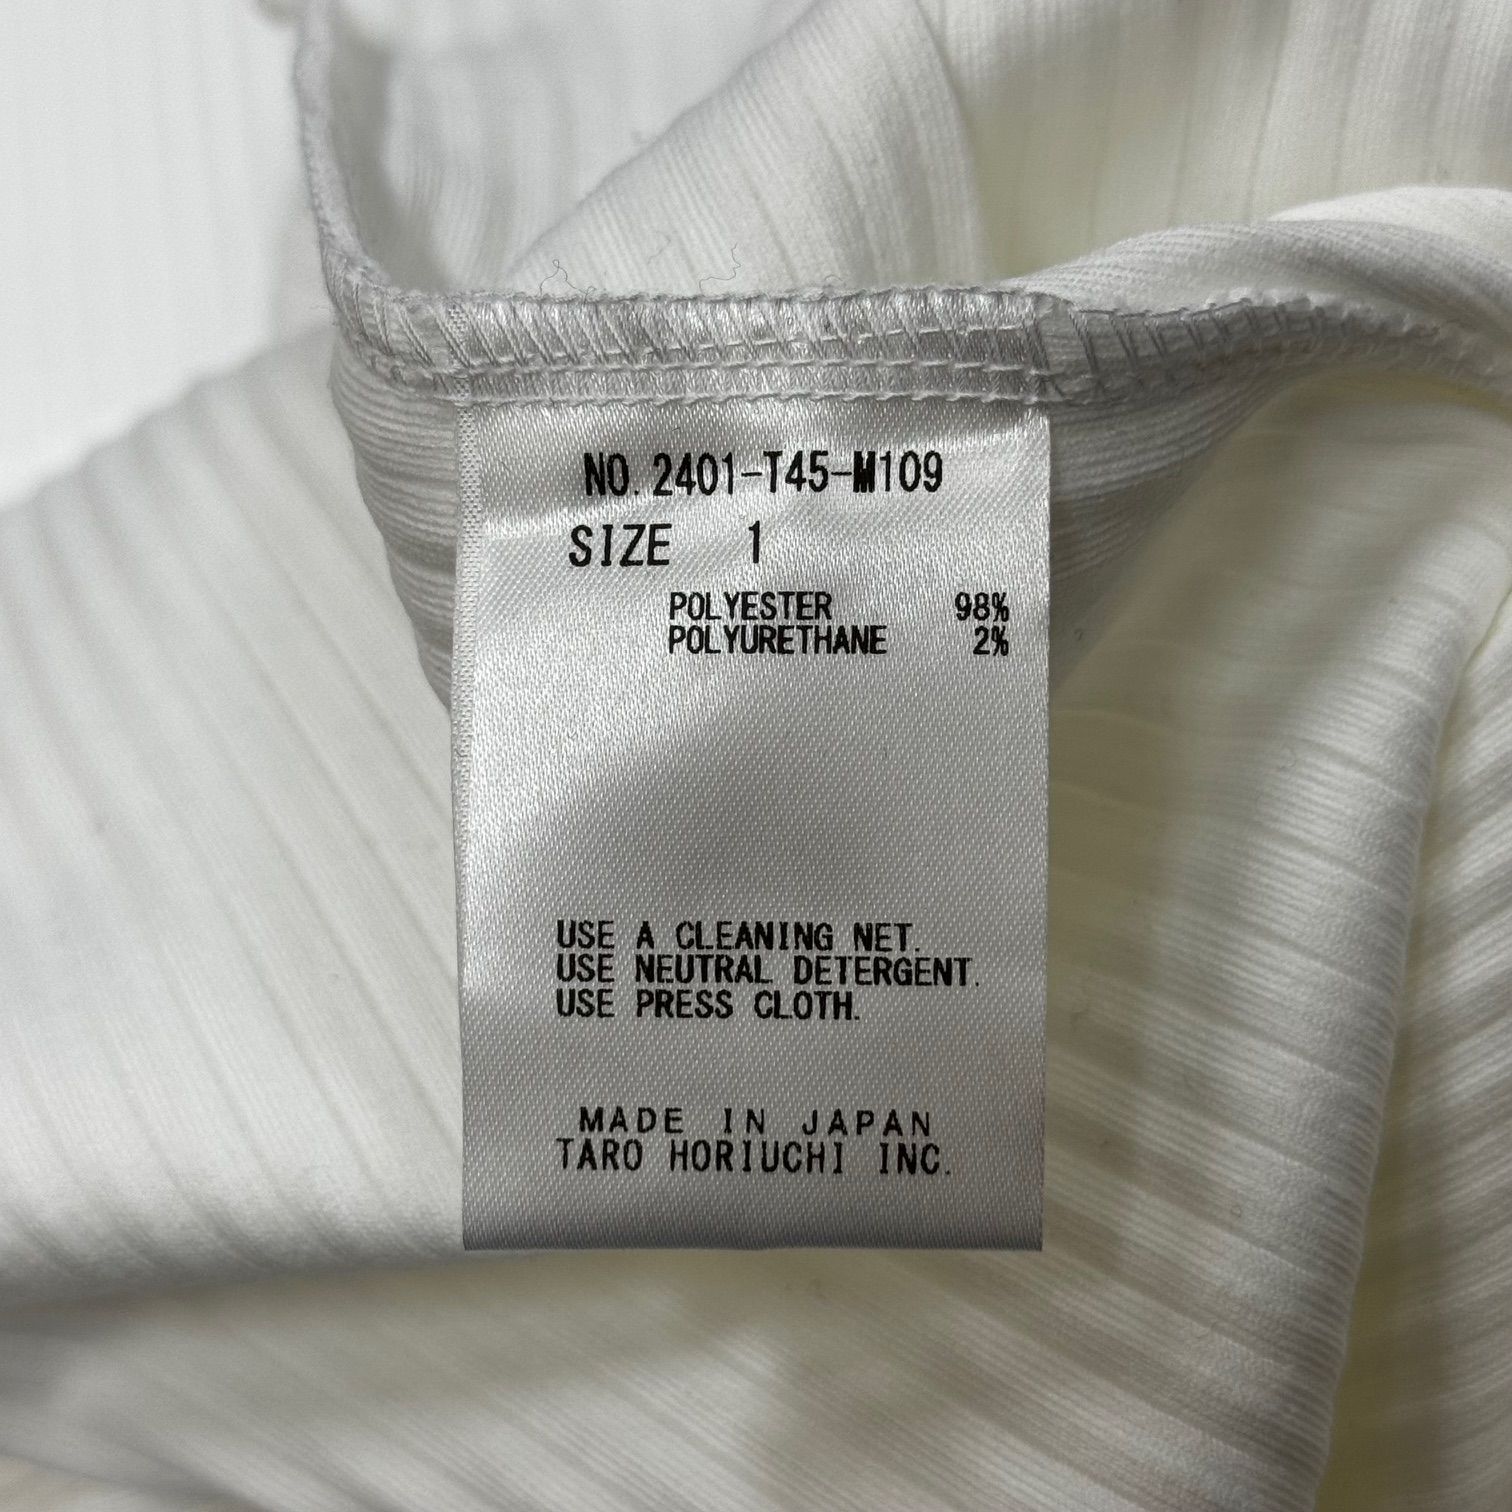 NO. 2401-T45-M109
SIZE 1
POLYESTER 98%
POLYURETHANE 2%
USE A CLEANING NET.
USE NEUTRAL DETERGENT.
USE PRESS CLOTH.
MADE IN JAPAN
TARO HORIUCHI INC.